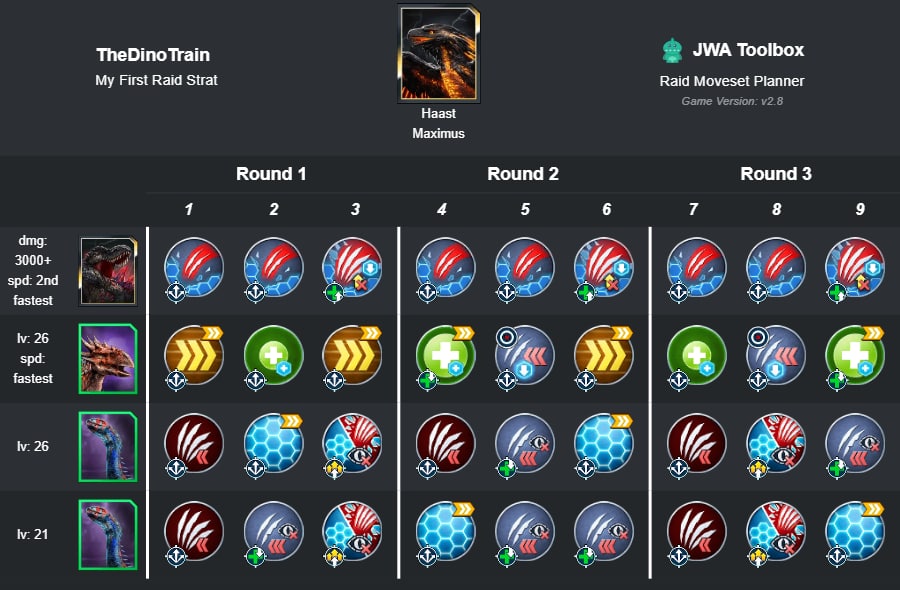 TheDinoTrain
My First Raid Strat
Haast
Maximus
JWA Toolbox
Raid Moveset Planner
Game Version: v2.8
Round 1 Round 2 Round 3
1 2 3 4 5 6 7 8 9
dmg:
3000+
spd: 2nd
fastest
lv: 26
spd:
fastest
lv: 26
lv: 21